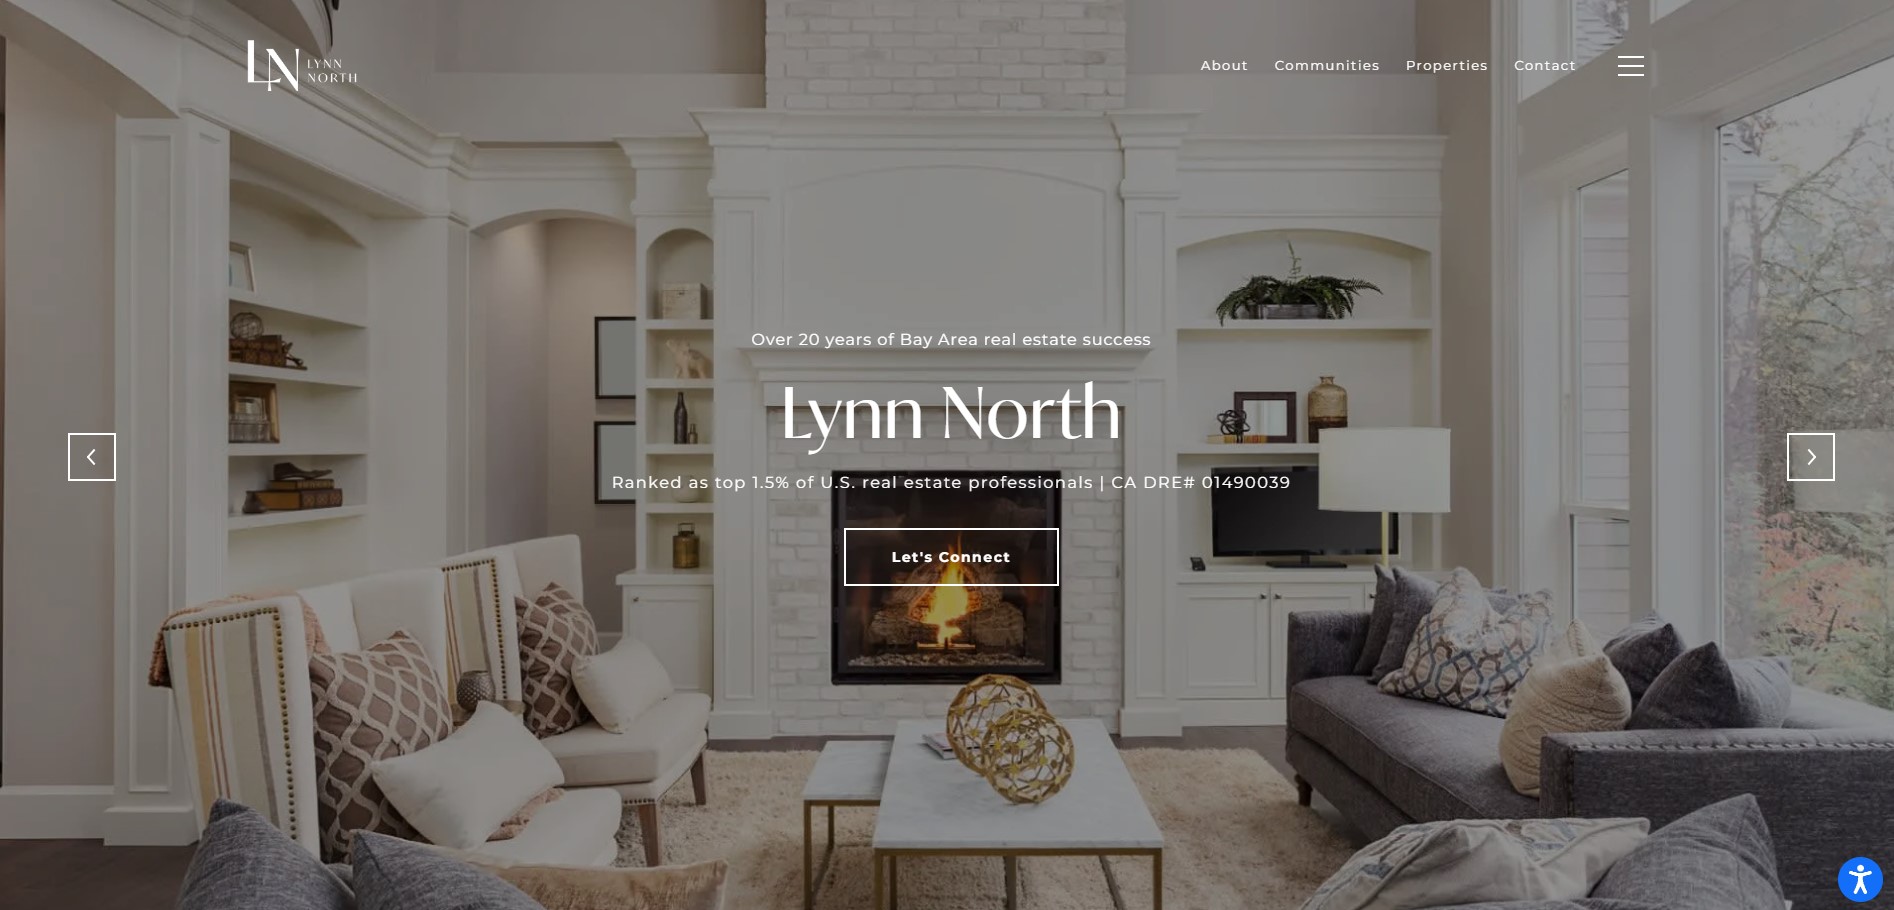 LN LYNN
NORTH
About Communities Properties Contact
Over 20 years of Bay Area real estate success
Lynn North
Ranked as top 1.5% of U.S. real estate professionals | CA DRE# 01490039
Let's Connect